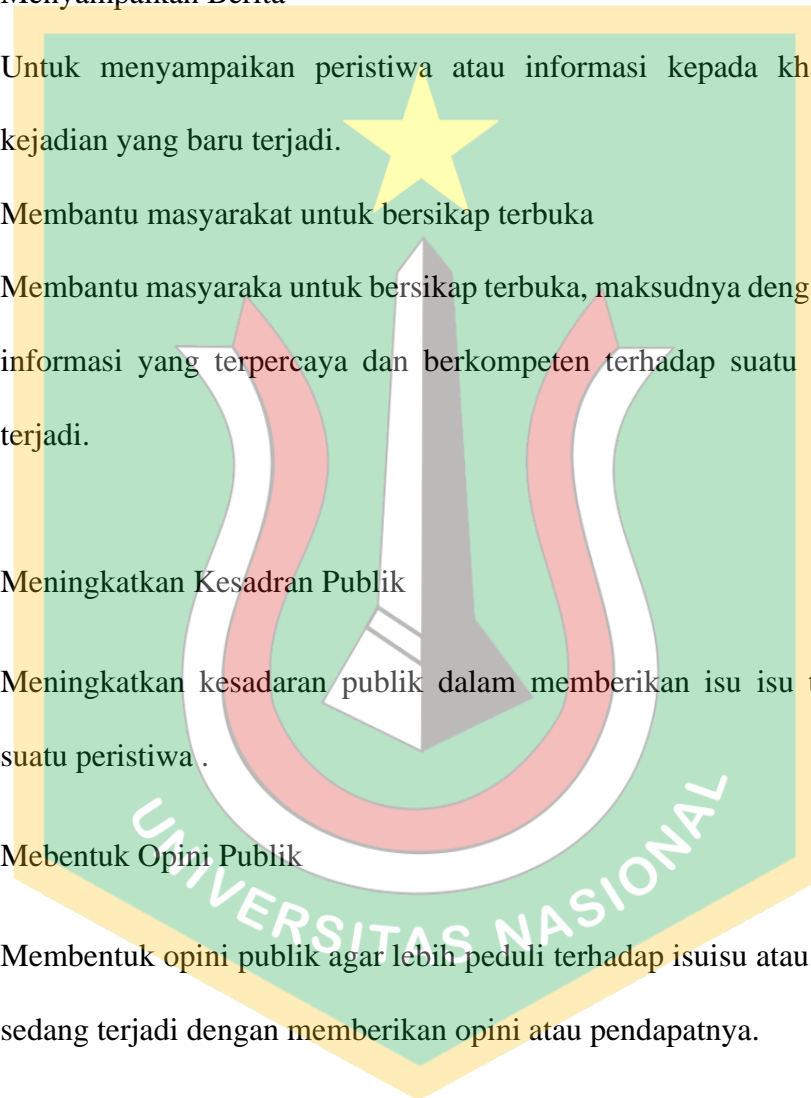 Menyampaikan Berita
Untuk menyampaikan peristiwa atau informasi kepada
kejadian yang baru terjadi.
Membantu masyarakat untuk bersikap terbuka
Membantu masyaraka untuk bersikap terbuka, maksudnya
informasi yang terpercaya dan berkompeten terhadap suatu
terjadi.
Meningkatkan Kesadran Publik
Meningkatkan kesadaran publik dalam memberikan isu isu
suatu peristiwa .
Mebentuk Opini Publik
Membentuk opini publik agar lebih peduli terhadap isuisu atau
sedang terjadi dengan memberikan opini atau pendapatnya.
UNIVERSITAS NASIONAL